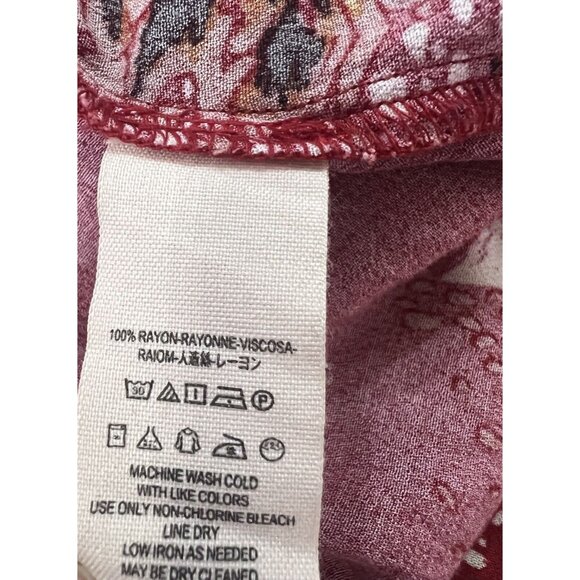 100% RAYON-RAYONNE-VISCOSA-
RAIOM-人造絲-レーヨン
30
P
MACHINE WASH COLD
WITH LIKE COLORS
USE ONLY NON-CHLORINE BLEACH
LINE DRY
LOW IRON AS NEEDED
MAY BE DRY CLEANED